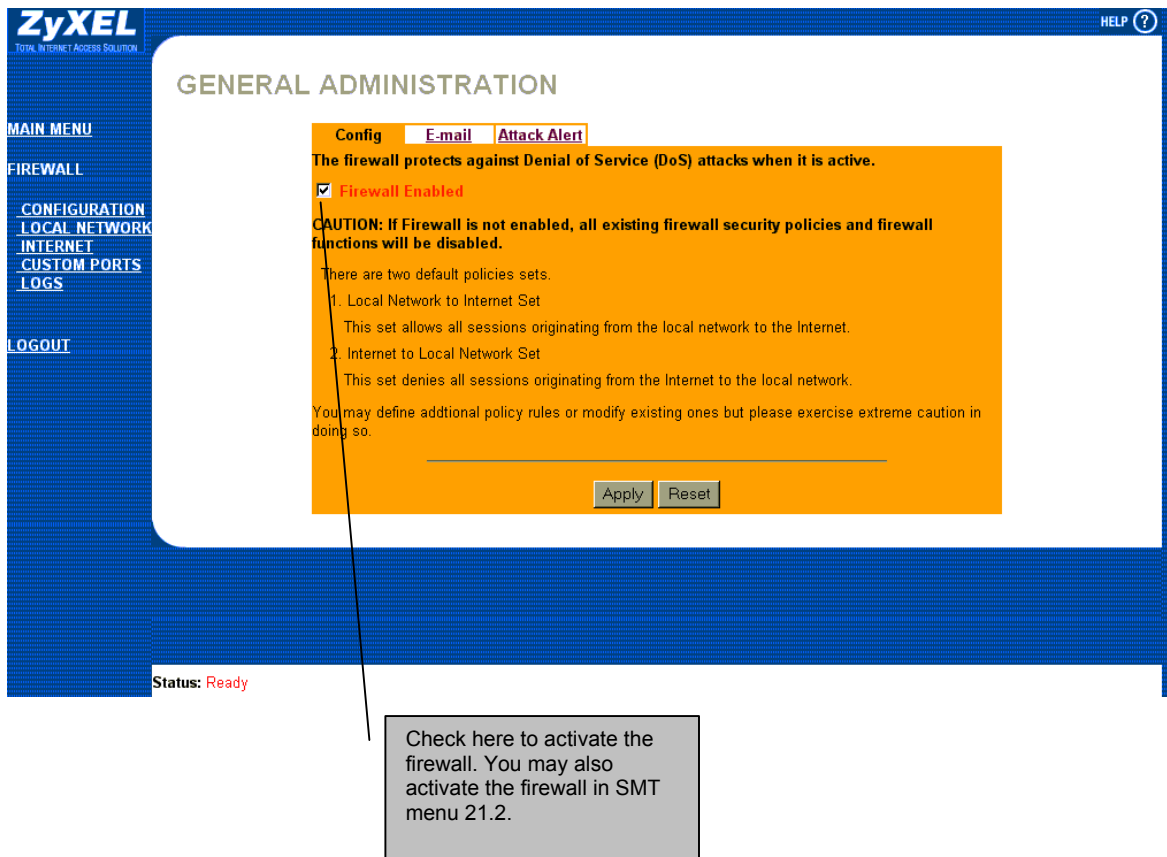 ZyXEL
TOTAL INTERNET ACCESS SOLUTION
HELP ?
GENERAL ADMINISTRATION
MAIN MENU
FIREWALL
CONFIGURATION
LOCAL NETWORK
INTERNET
CUSTOM PORTS
LOGS
LOGOUT
Config E-mail Attack Alert
The firewall protects against Denial of Service (DoS) attacks when it is active.
Firewall Enabled
CAUTION: If Firewall is not enabled, all existing firewall security policies and firewall
functions will be disabled.
There are two default policies sets.
1. Local Network to Internet Set
This set allows all sessions originating from the local network to the Internet.
2. Internet to Local Network Set
This set denies all sessions originating from the Internet to the local network.
You may define addtional policy rules or modify existing ones but please exercise extreme caution in
doing so.
Apply Reset
Status: Ready
Check here to activate the
firewall. You may also
activate the firewall in SMT
menu 21.2.